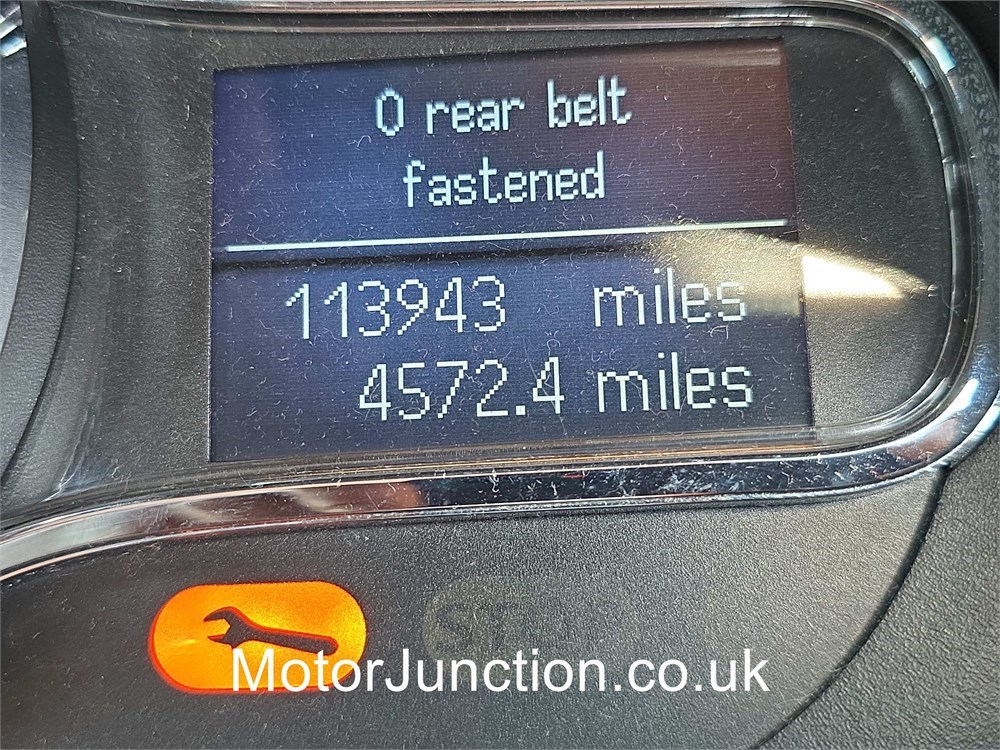 0 rear belt
fastened
113943 miles
4572.4 miles
MotorJunction.co.uk